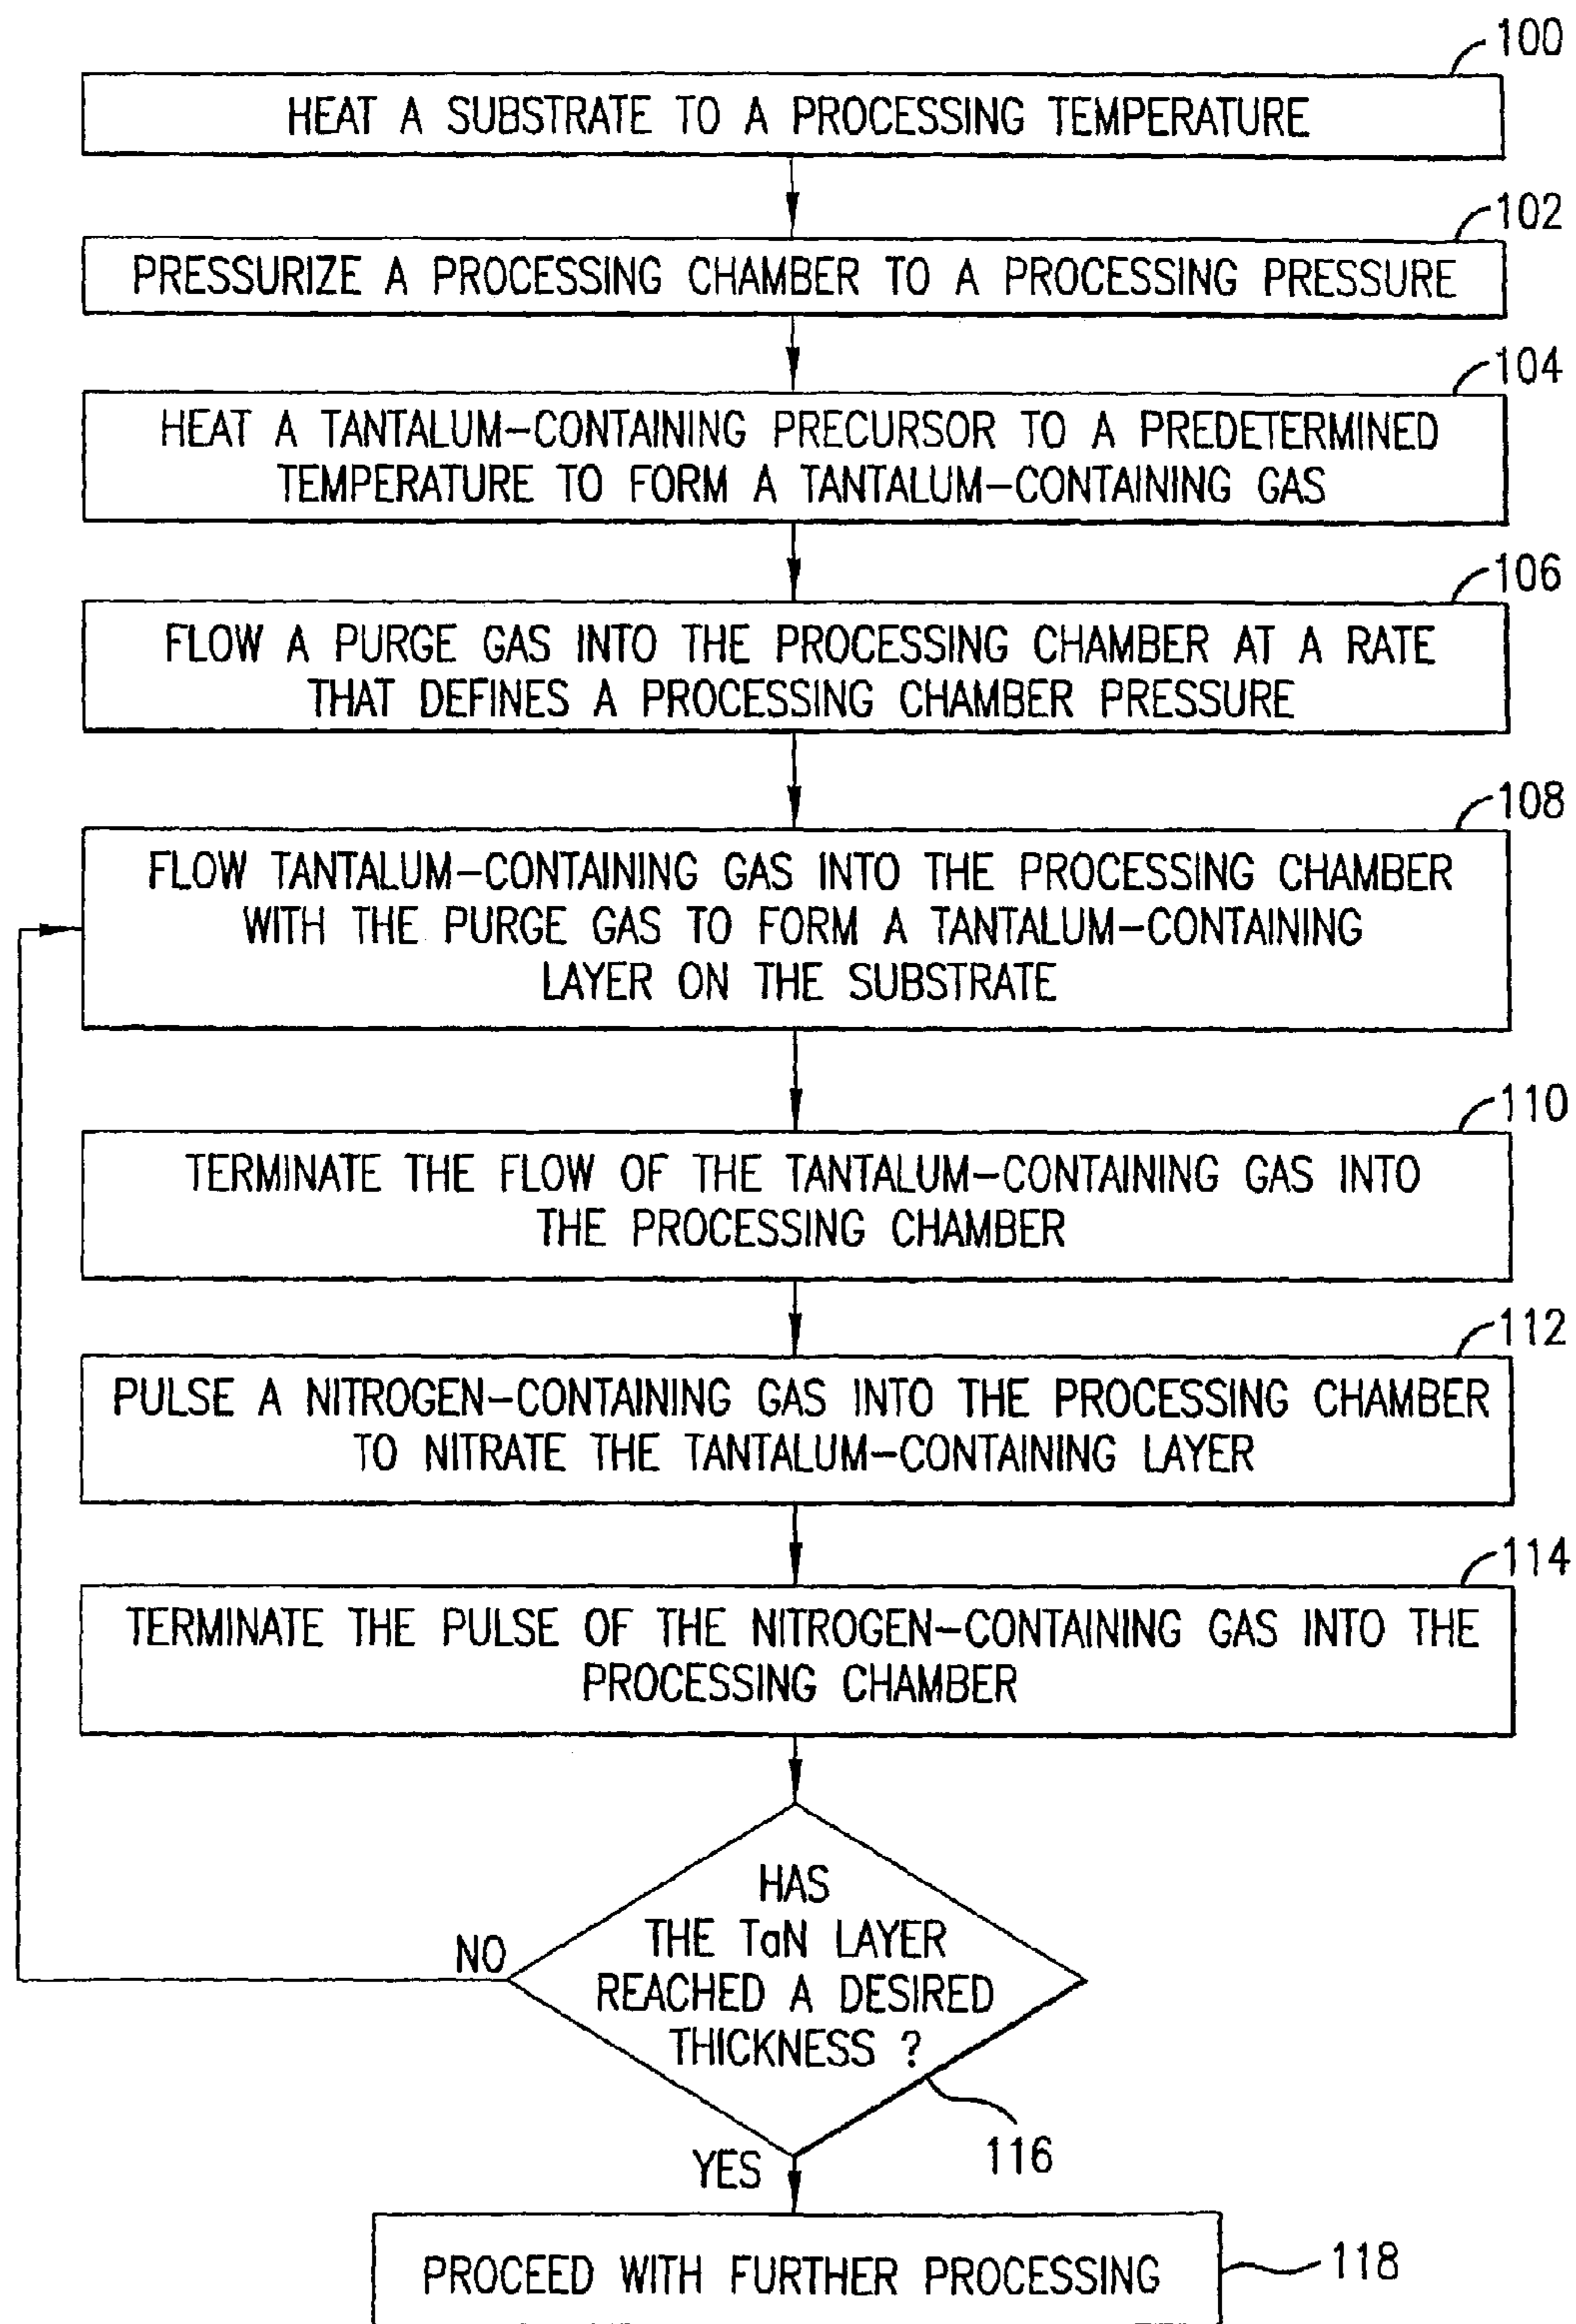 100
HEAT A SUBSTRATE TO A PROCESSING TEMPERATURE
102
PRESSURIZE A PROCESSING CHAMBER TO A PROCESSING PRESSURE
104
HEAT A TANTALUM-CONTAINING PRECURSOR TO A PREDETERMINED
TEMPERATURE TO FORM A TANTALUM-CONTAINING GAS
106
FLOW A PURGE GAS INTO THE PROCESSING CHAMBER AT A RATE
THAT DEFINES A PROCESSING CHAMBER PRESSURE
108
FLOW TANTALUM-CONTAINING GAS INTO THE PROCESSING CHAMBER
WITH THE PURGE GAS TO FORM A TANTALUM-CONTAINING
LAYER ON THE SUBSTRATE
110
TERMINATE THE FLOW OF THE TANTALUM-CONTAINING GAS INTO
THE PROCESSING CHAMBER
112
PULSE A NITROGEN-CONTAINING GAS INTO THE PROCESSING CHAMBER
TO NITRATE THE TANTALUM-CONTAINING LAYER
114
TERMINATE THE PULSE OF THE NITROGEN-CONTAINING GAS INTO THE
PROCESSING CHAMBER
HAS
THE TaN LAYER
REACHED A DESIRED
THICKNESS ?
NO
116
YES
PROCEED WITH FURTHER PROCESSING
118